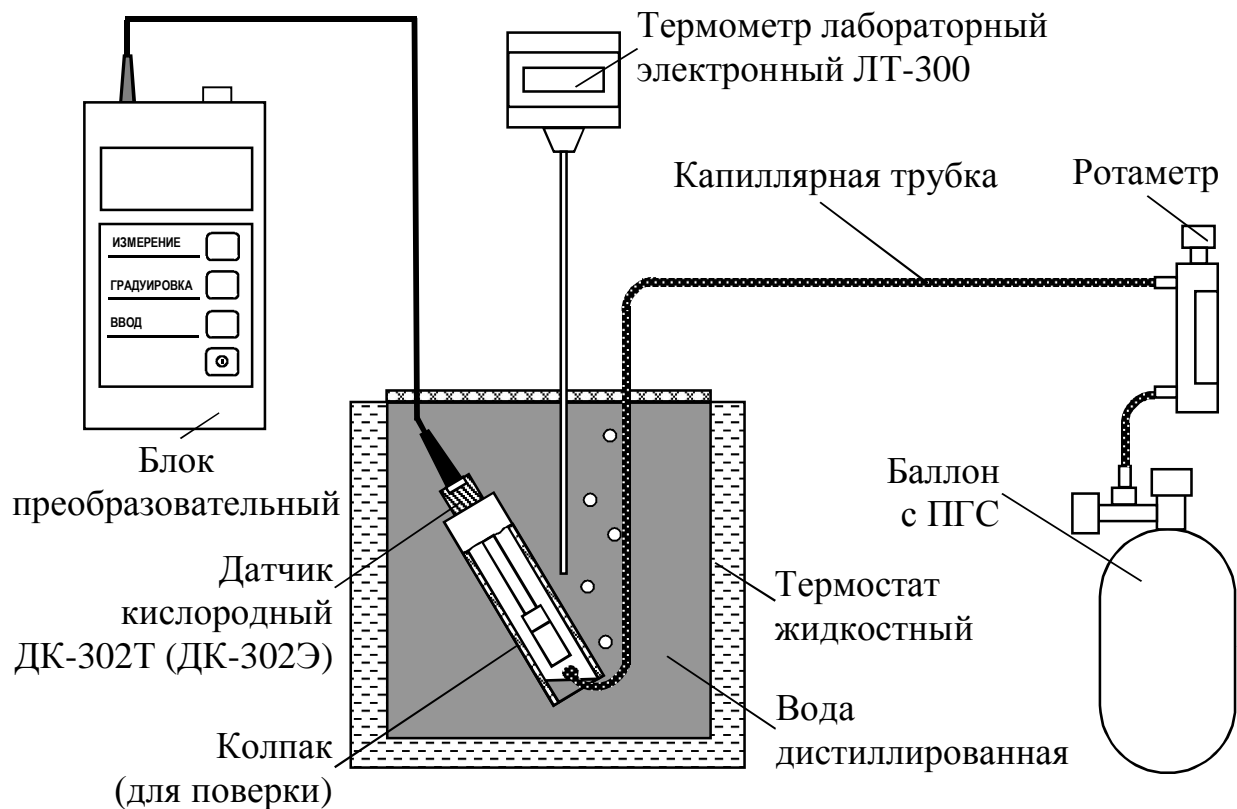 Термометр лабораторный
электронный ЛТ-300
Капиллярная трубка
Ротаметр
ИЗМЕРЕНИЕ
ГРАДУИРОВКА
ВВОД
Блок
преобразовательный
Баллон
с ПГС
Датчик
кислородный
ДК-302Т (ДК-302Э)
Термостат
жидкостный
Колпак
(для поверки)
Вода
дистиллированная